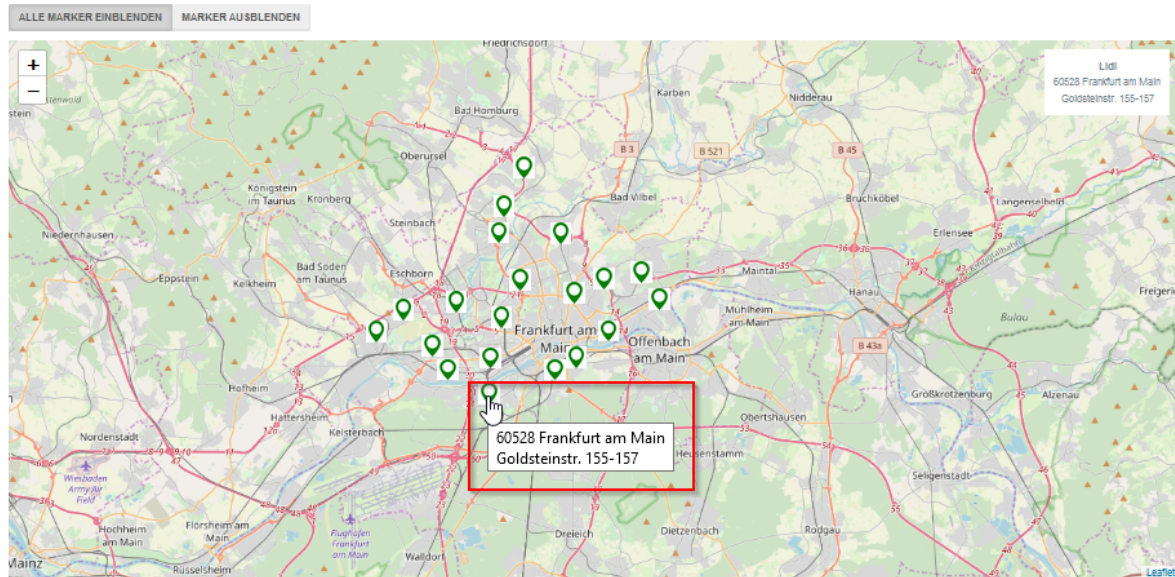 ALLE MARKER EINBLENDEN
MARKER AUSBLENDEN
+
−
Lidl
60528 Frankfurt am Main
Goldsteinstr. 155-157
Friedrichsdorf
Karben
Nidderau
Bad Homburg
Oberursel
B 3
B 521
B 45
Königstein
im Taunus
Kronberg
Bad Vilbel
Bruchköbel
Langenselbold
Steinbach
Niedernhausen
Erlensee
Eppstein
Kelkheim
Bad Soden
am Taunus
Eschborn
Maintal
Hanau
Mühlheim
am Main
Bulau
Frankfurt am
Main
Offenbach
am Main
B 43a
Hofheim
Großkrotzenburg
Alzenau
Hattersheim
Kelsterbach
Obertshausen
Nordenstadt
60528 Frankfurt am Main
Goldsteinstr. 155-157
Heusenstamm
Seligenstadt
Wiesbaden
Army Air
Field
Hochheim
am Main
Flörsheim am
Main
Flughafen
Frankfurt
am Main
Dreieich
Dietzenbach
Rodgau
Mainz
Rüsselsheim
Walldorf
Leaflet